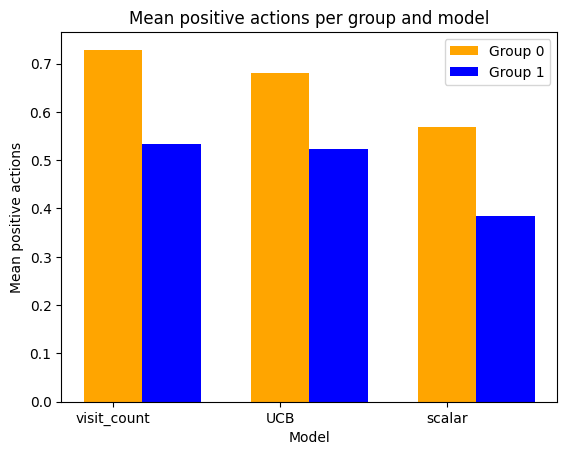 Mean positive actions per group and model
Group 0
Group 1
Mean positive actions
0.7
0.6
0.5
0.4
0.3
0.2
0.1
0.0
visit_count
UCB
scalar
Model